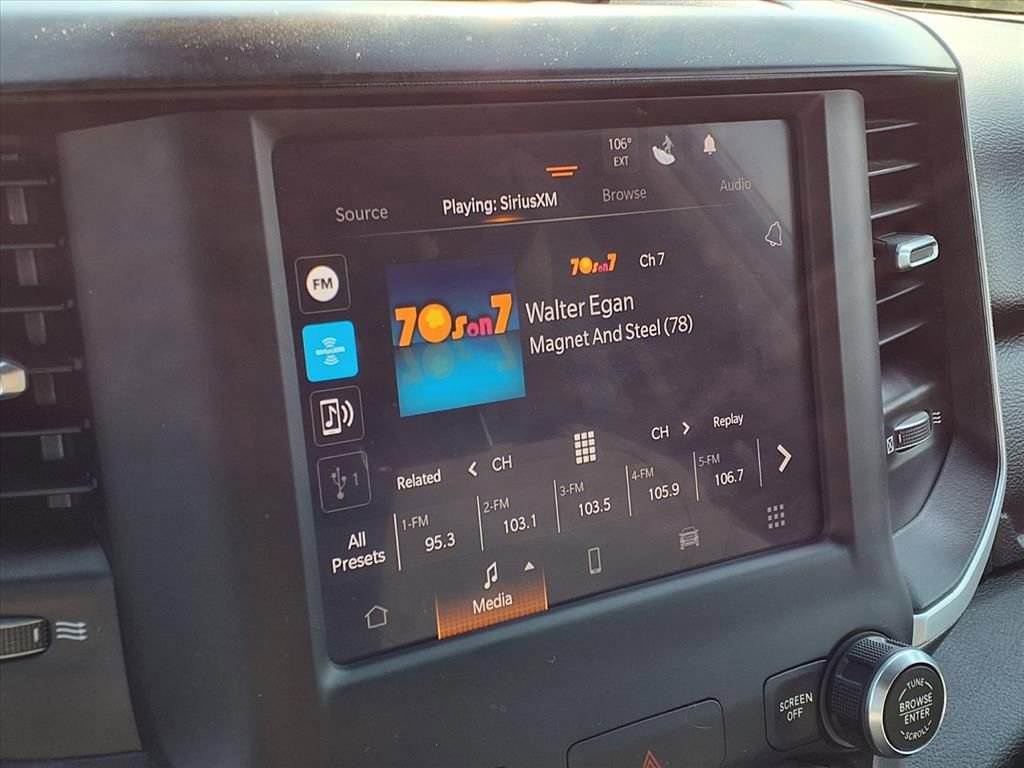 106°
EXT
Source
Playing: SiriusXM
Browse
Audio
FM
70s on 7
Ch 7
70s on 7
Walter Egan
Magnet And Steel (78)
SiriusXM
1
Related
CH
CH
Replay
All
Presets
1-FM
95.3
2-FM
103.1
3-FM
103.5
4-FM
105.9
5-FM
106.7
Media
SCREEN
OFF
TUNE
BROWSE
ENTER
SCROLL